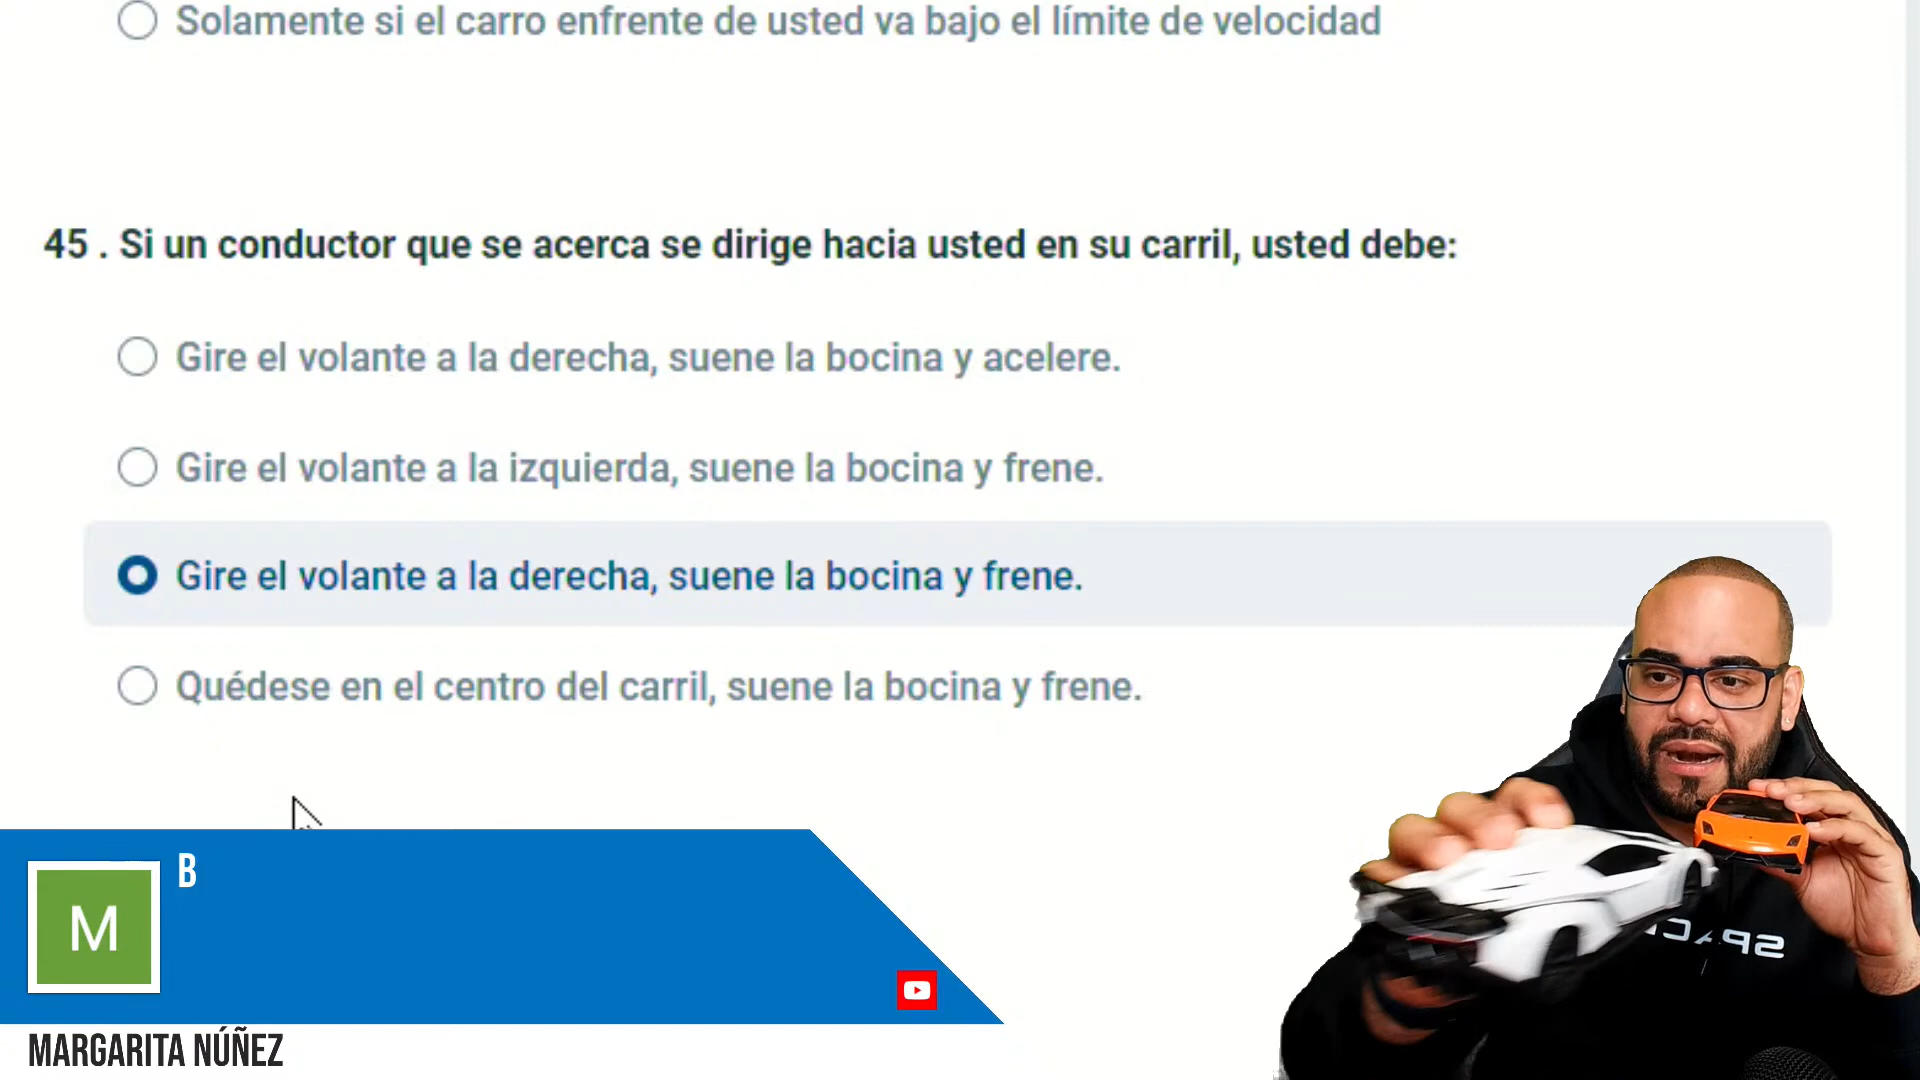 Solamente si el carro enfrente de usted va bajo el límite de velocidad
45 . Si un conductor que se acerca se dirige hacia usted en su carril, usted debe:
Gire el volante a la derecha, suene la bocina y acelere.
Gire el volante a la izquierda, suene la bocina y frene.
Gire el volante a la derecha, suene la bocina y frene.
Quédese en el centro del carril, suene la bocina y frene.
B
M
MARGARITA NÚÑEZ